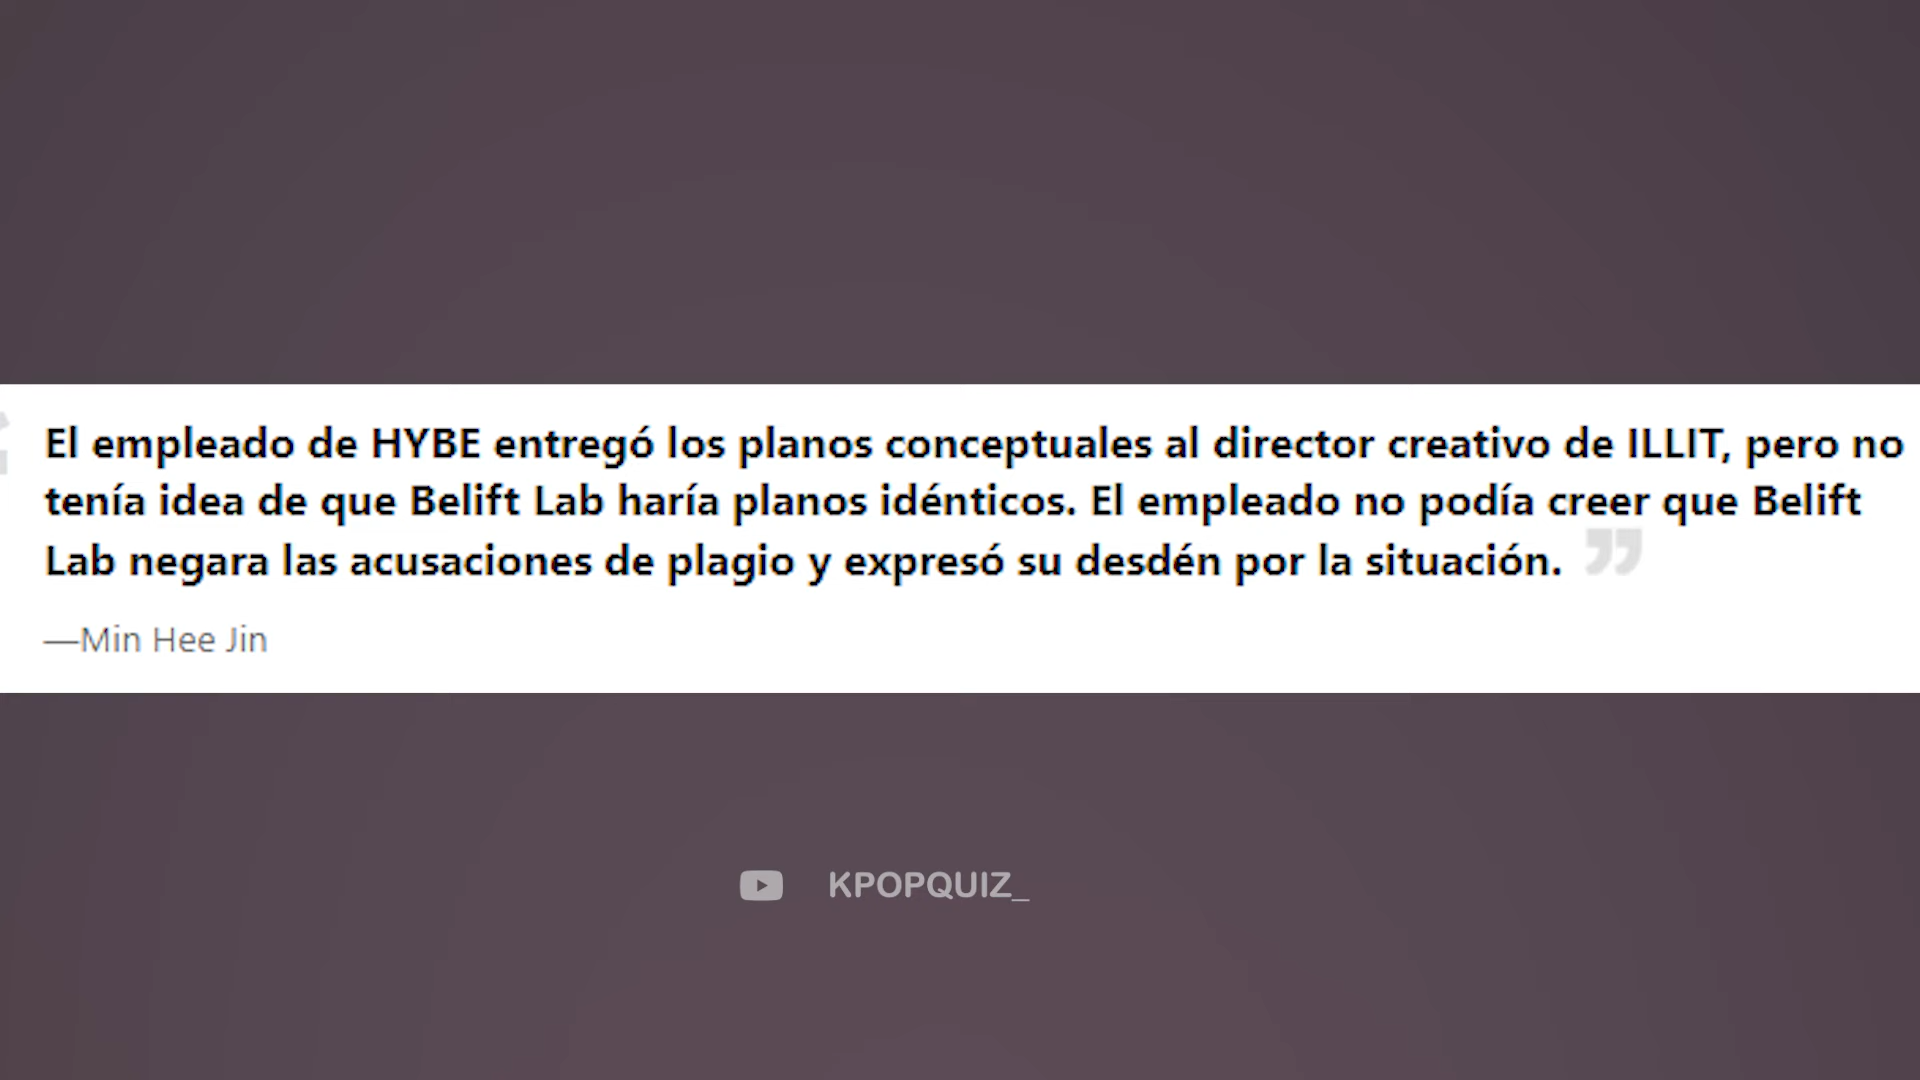 El empleado de HYBE entregó los planos conceptuales al director creativo de ILLIT, pero no
tenía idea de que Belift Lab haría planos idénticos. El empleado no podía creer que Belift
Lab negara las acusaciones de plagio y expresó su desdén por la situación. ”
—Min Hee Jin
KPOPQUIZ_